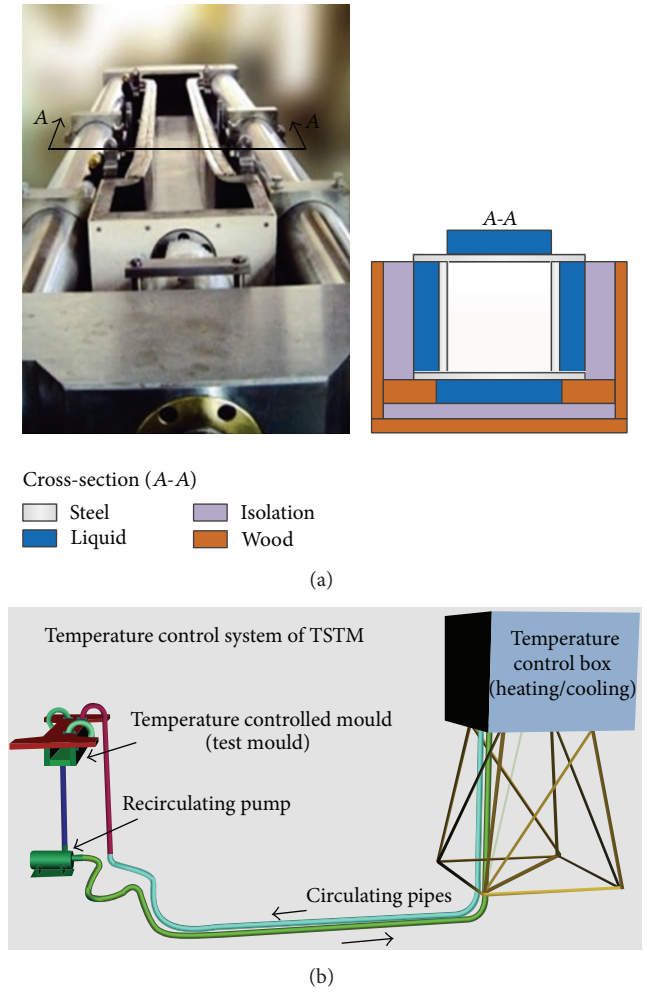 A
A
A-A
Cross-section (A-A)
Steel
Isolation
Liquid
Wood
(a)
Temperature control system of TSTM
Temperature
control box
(heating/cooling)
Temperature controlled mould
(test mould)
Recirculating pump
Circulating pipes
(b)